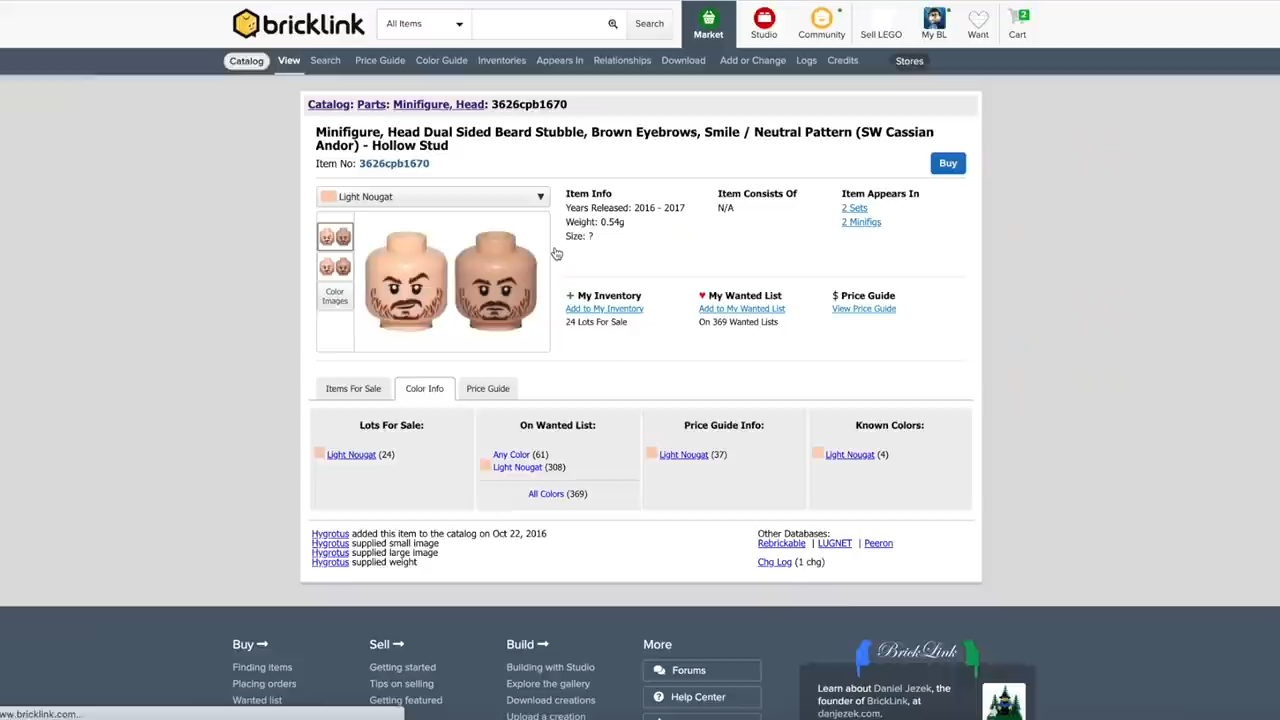 bricklink
All Items
Search
Market
Studio
Community
Sell LEGO
My BL
Want
2
Cart
Catalog
View
Search
Price Guide
Color Guide
Inventories
Appears In
Relationships
Download
Add or Change
Logs
Credits
Stores
Catalog: Parts: Minifigure, Head: 3626cpb1670
Minifigure, Head Dual Sided Beard Stubble, Brown Eyebrows, Smile / Neutral Pattern (SW Cassian
Andor) - Hollow Stud
Item No: 3626cpb1670
Buy
Light Nougat
Color
Images
Item Info
Years Released: 2016 - 2017
Weight: 0.54g
Size: ?
Item Consists Of
N/A
Item Appears In
2 Sets
2 Minifigs
+ My Inventory
Add to My Inventory
24 Lots For Sale
♥ My Wanted List
Add to My Wanted List
On 369 Wanted Lists
$ Price Guide
View Price Guide
Items For Sale
Color Info
Price Guide
Lots For Sale:
Light Nougat (24)
On Wanted List:
Any Color (61)
Light Nougat (308)
All Colors (369)
Price Guide Info:
Light Nougat (37)
Known Colors:
Light Nougat (4)
Hygrotus added this item to the catalog on Oct 22, 2016
Hygrotus supplied small image
Hygrotus supplied large image
Hygrotus supplied weight
Other Databases:
Rebrickable | LUGNET | Peeron
Chg Log (1 chg)
Buy →
Finding items
Placing orders
Wanted list
Sell →
Getting started
Tips on selling
Getting featured
Build →
Building with Studio
Explore the gallery
Download creations
Upload a creation
More
Forums
Help Center
BrickLink
Learn about Daniel Jezek, the
founder of BrickLink, at
danjezek.com.
ww.bricklink.com...